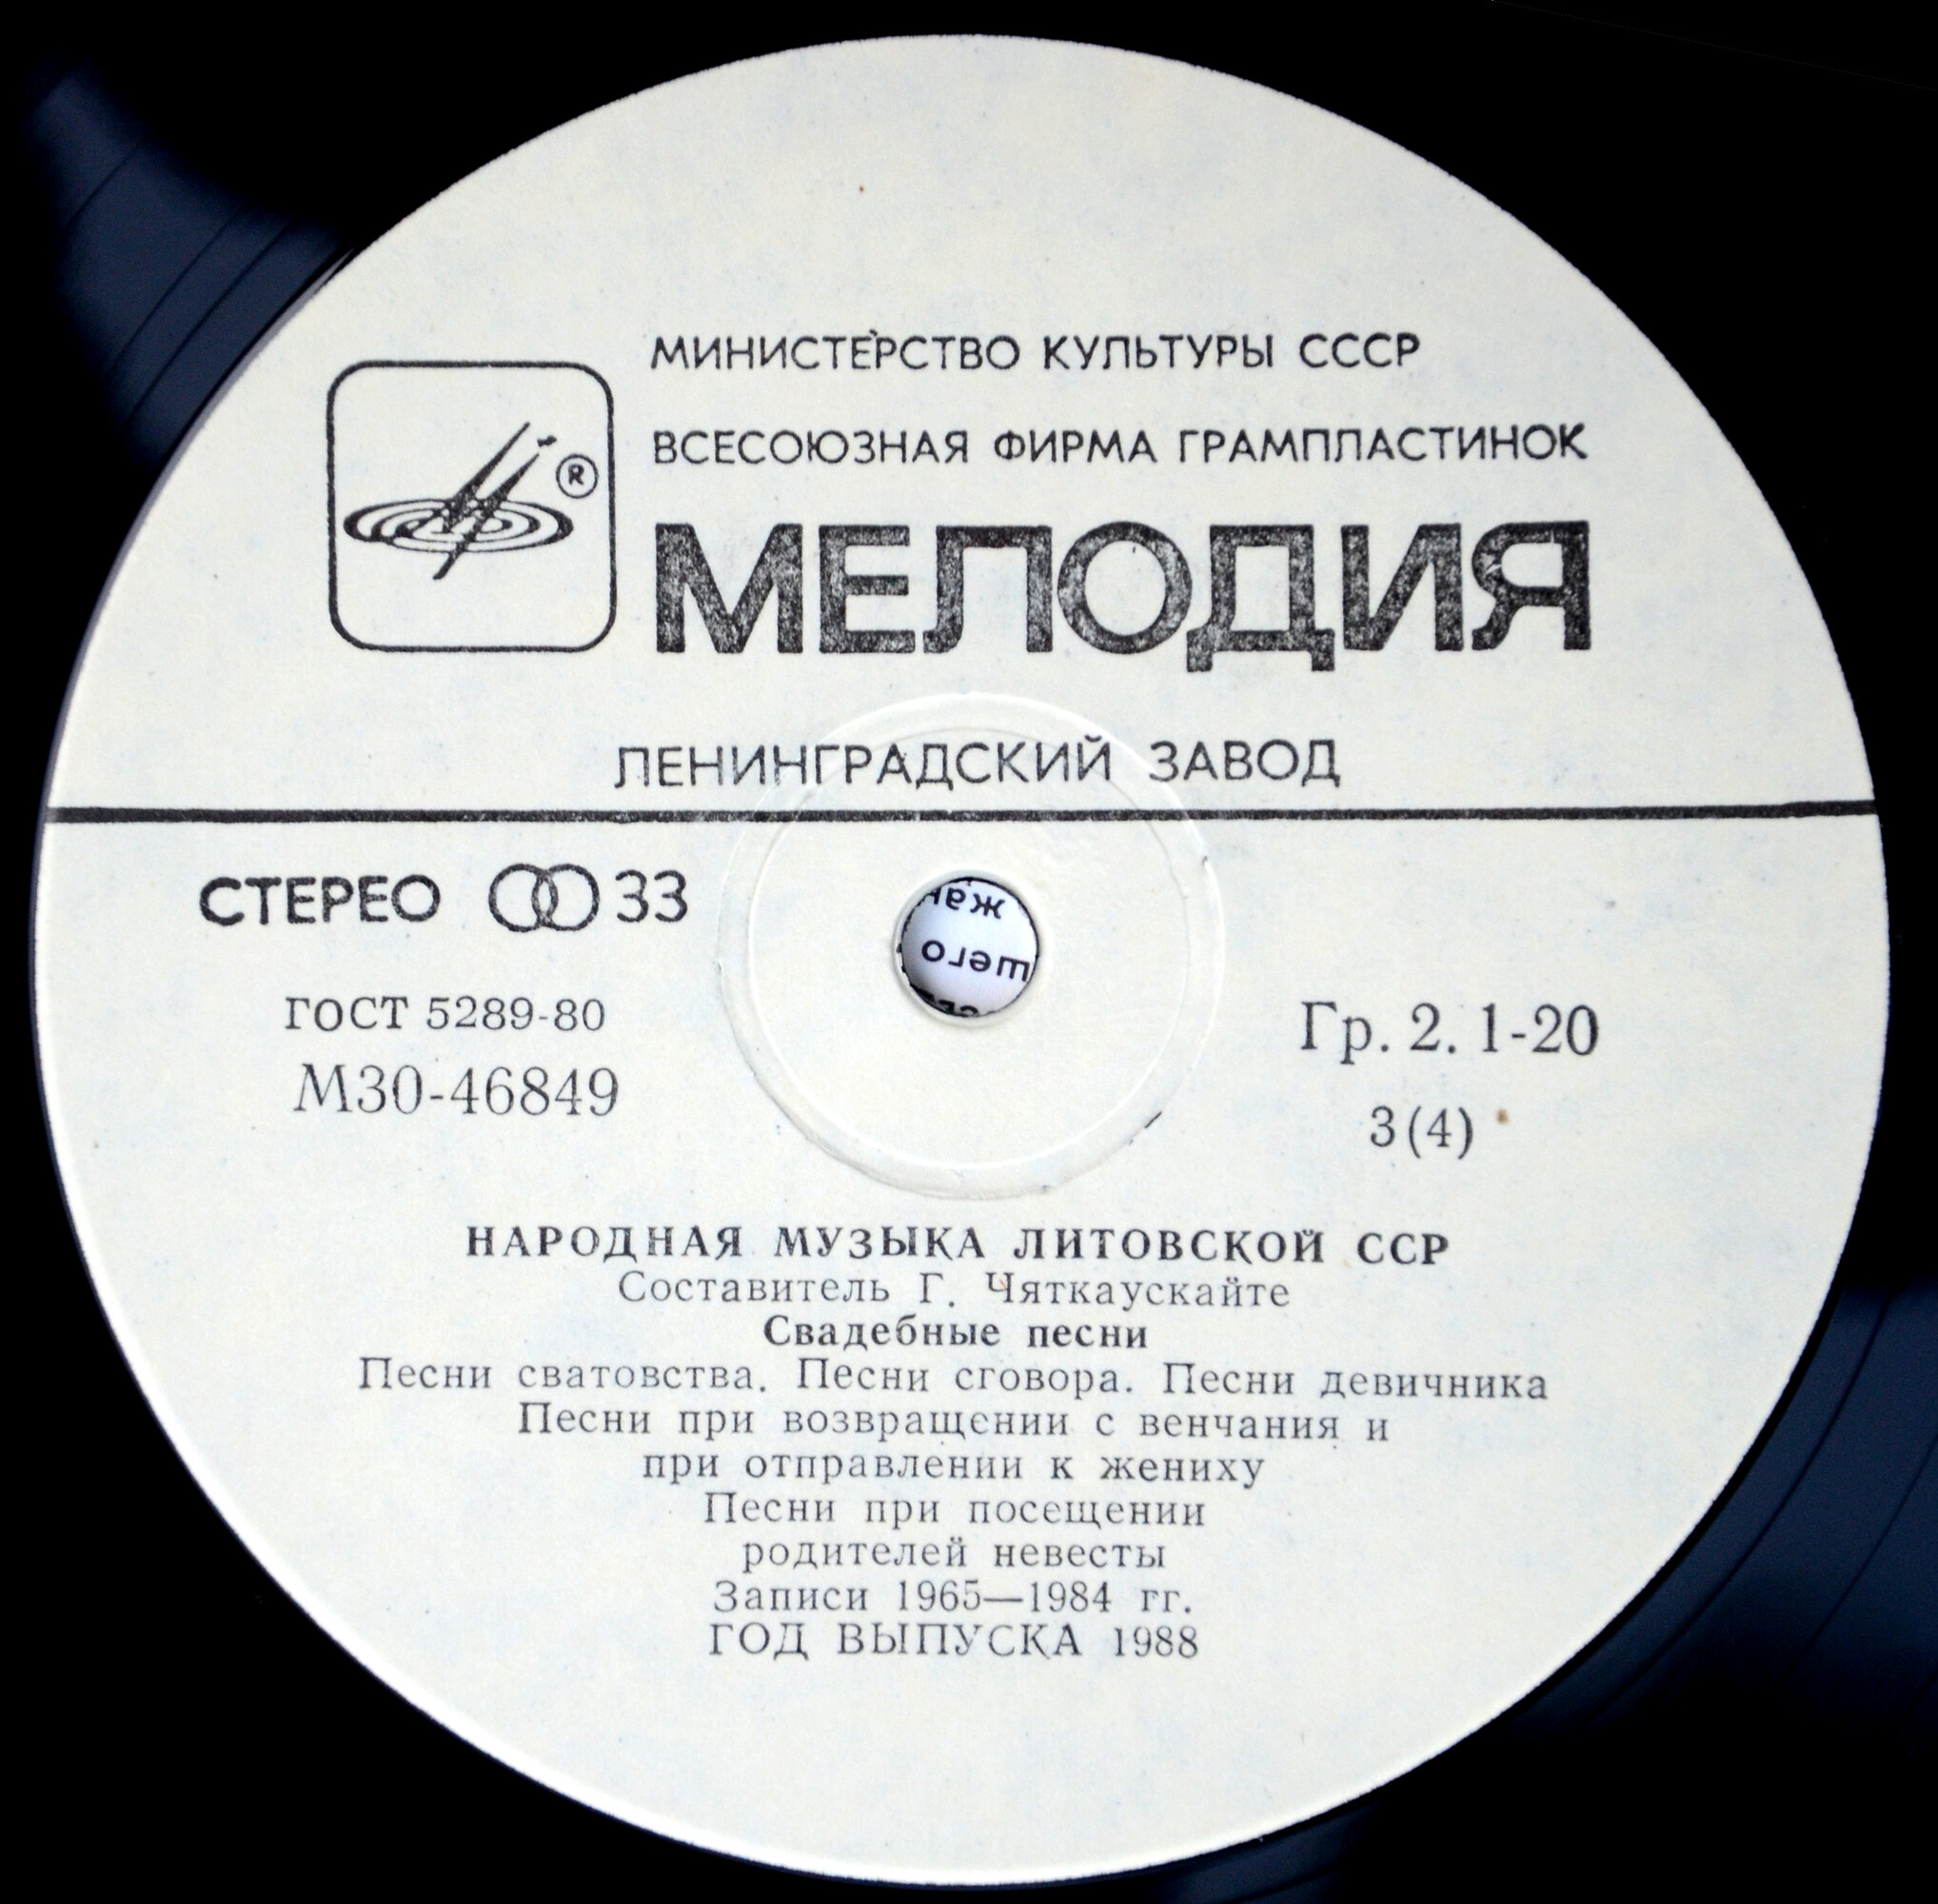 МИНИСТЕРСТВО КУЛЬТУРЫ СССР
ВСЕСОЮЗНАЯ ФИРМА ГРАМПЛАСТИНОК
®
МЕЛОДИЯ
ЛЕНИНГРАДСКИЙ ЗАВОД
СТЕРЕО 33
шего
ГОСТ 5289-80
Гр. 2. 1-20
М30-46849
3(4)
НАРОДНАЯ МУЗЫКА ЛИТОВСКОЙ ССР
Составитель Г. Чяткаускайте
Свадебные песни
Песни сватовства. Песни сговора. Песни девичника
Песни при возвращении с венчания и
при отправлении к жениху
Песни при посещении
родителей невесты
Записи 1965—1984 гг.
ГОД ВЫПУСКА 1988